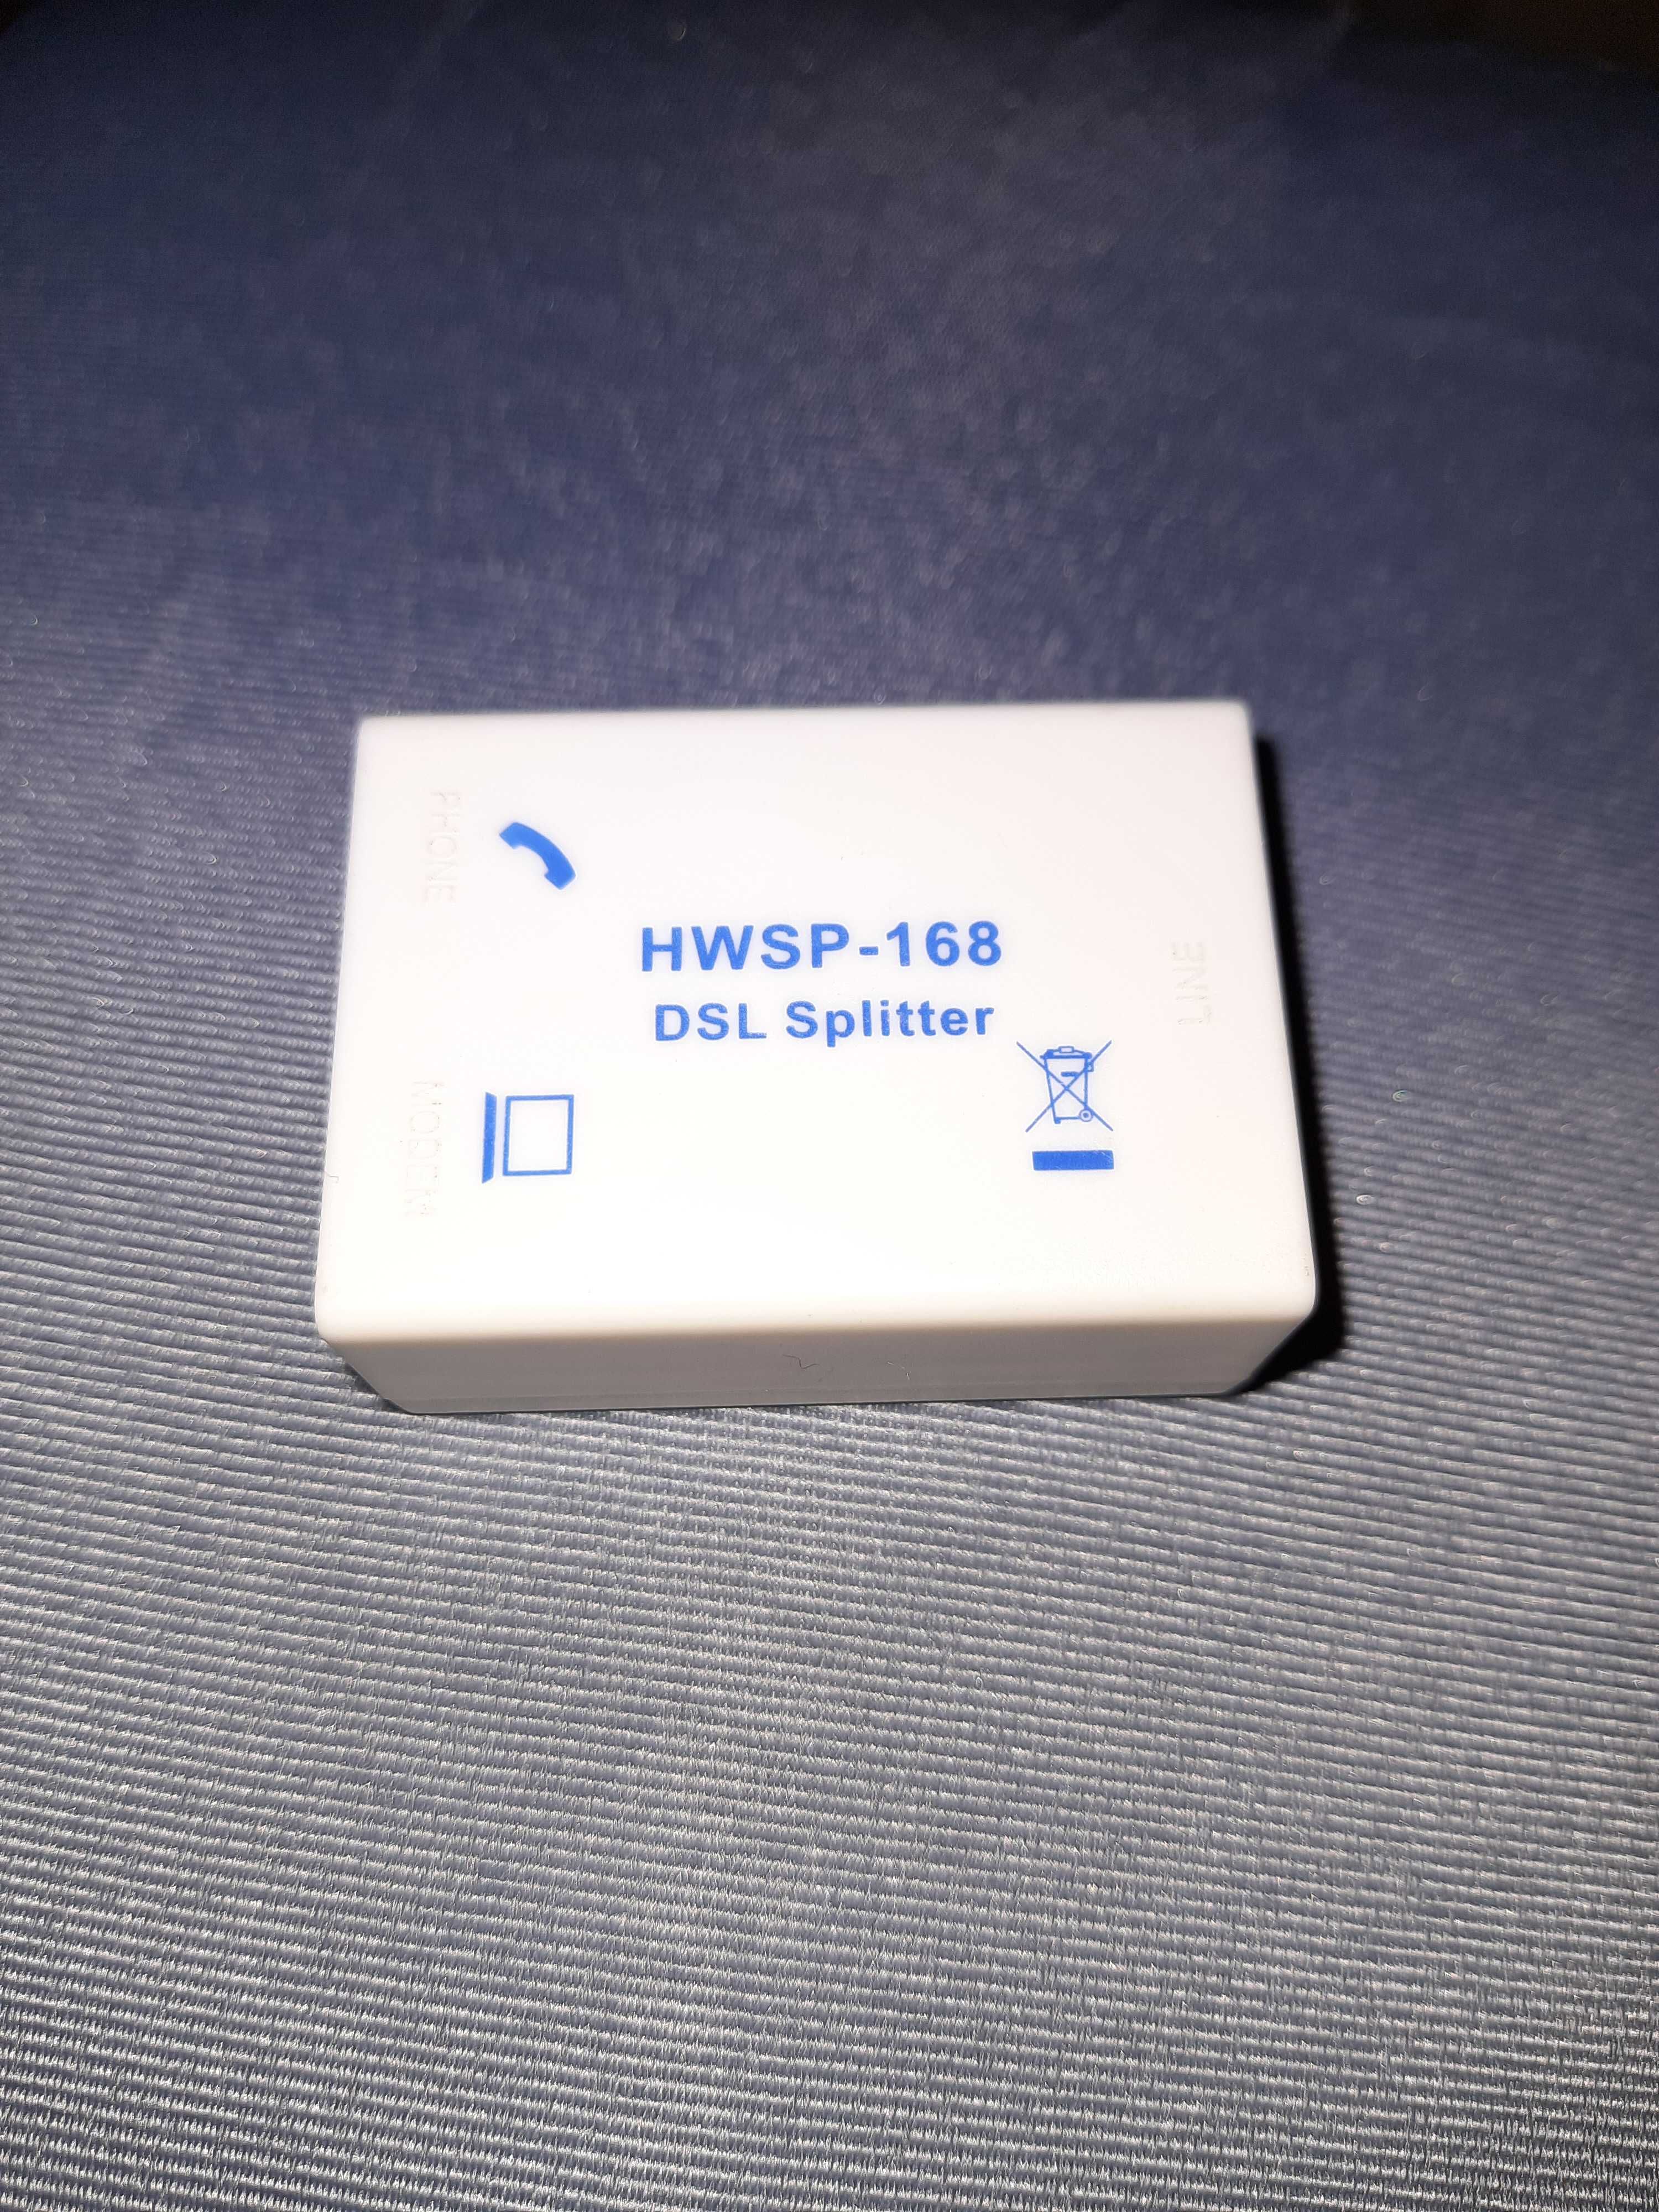 PHONE
HWSP-168
DSL Splitter
LINE
MODEM